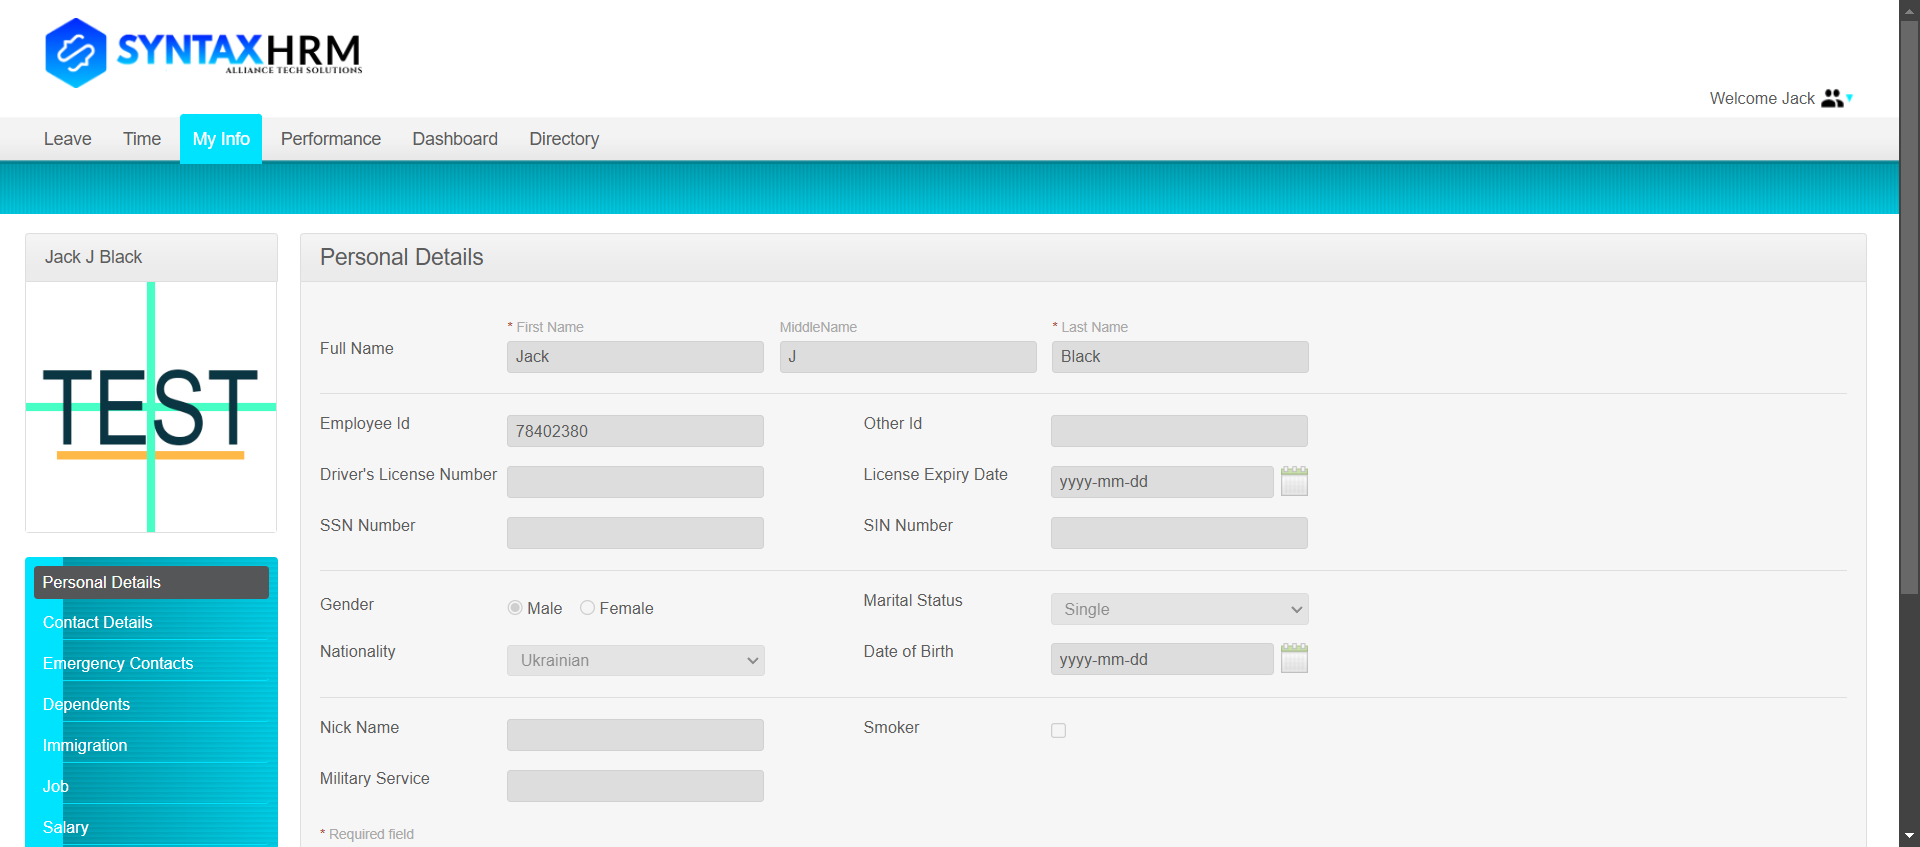 SYNTAXHRM
ALLIANCE TECH SOLUTIONS
Welcome Jack
Leave Time My Info Performance Dashboard Directory
Jack J Black
TEST
Personal Details
Contact Details
Emergency Contacts
Dependents
Immigration
Job
Salary
Personal Details
* First Name MiddleName * Last Name
Full Name Jack J Black
Employee Id 78402380 Other Id
Driver's License Number License Expiry Date yyyy-mm-dd
SSN Number SIN Number
Gender Male Female Marital Status Single
Nationality Ukrainian Date of Birth yyyy-mm-dd
Nick Name Smoker
Military Service
* Required field